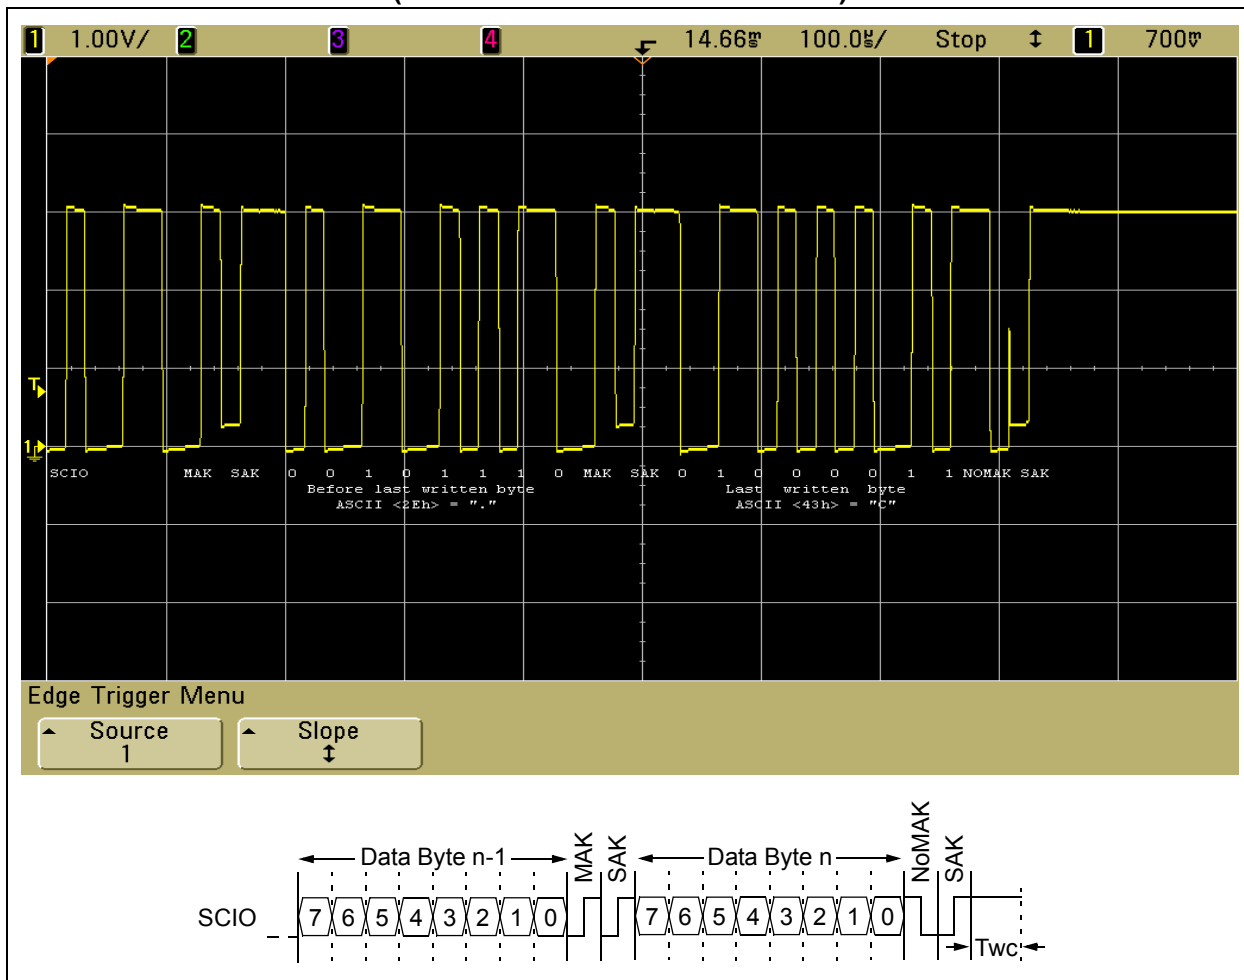 1 1.00V/ 2 3 4 14.66ms 100.0µs/ Stop ↕ 1 700mV
T
1
SCIO MAK SAK 0 0 1 0 1 1 1 0 MAK SAK 0 1 0 0 0 0 1 1 NOMAK SAK
Before last written byte Last written byte
ASCII <2Eh> = "." ASCII <43h> = "C"
Edge Trigger Menu
Source Slope
1 ↕
Data Byte n-1 MAK SAK Data Byte n NoMAK SAK
SCIO 7 6 5 4 3 2 1 0 7 6 5 4 3 2 1 0
Twc